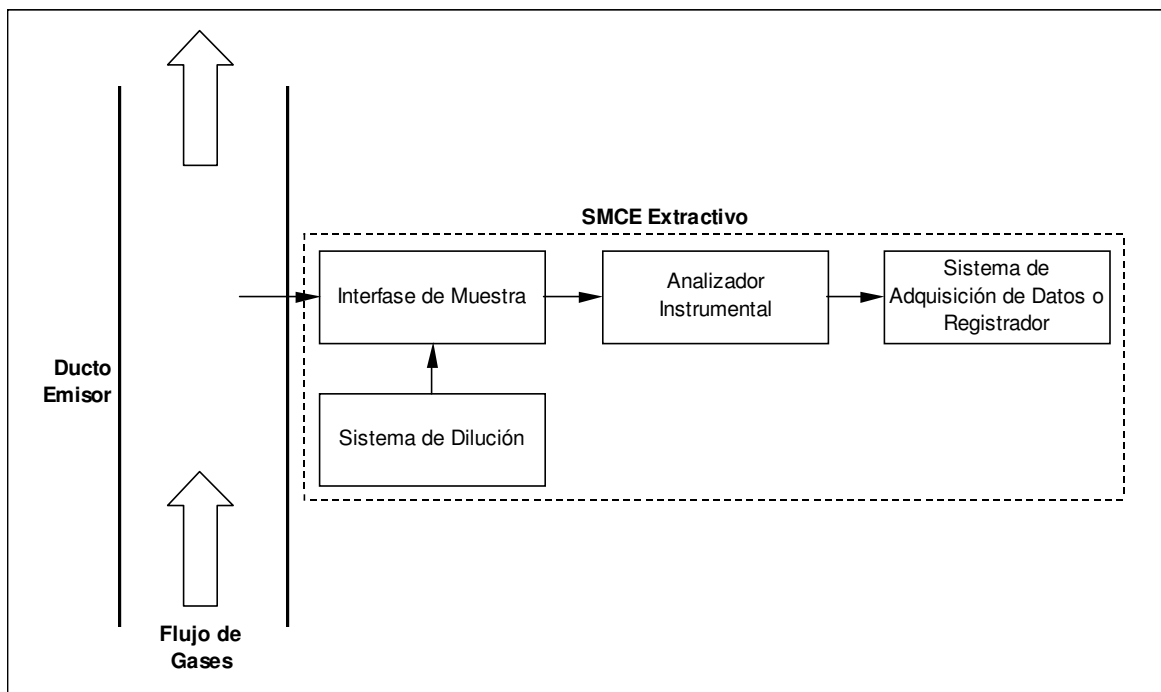 SMCE Extractivo
Interfase de Muestra
Analizador
Instrumental
Sistema de
Adquisición de Datos o
Registrador
Ducto
Emisor
Sistema de Dilución
Flujo de
Gases